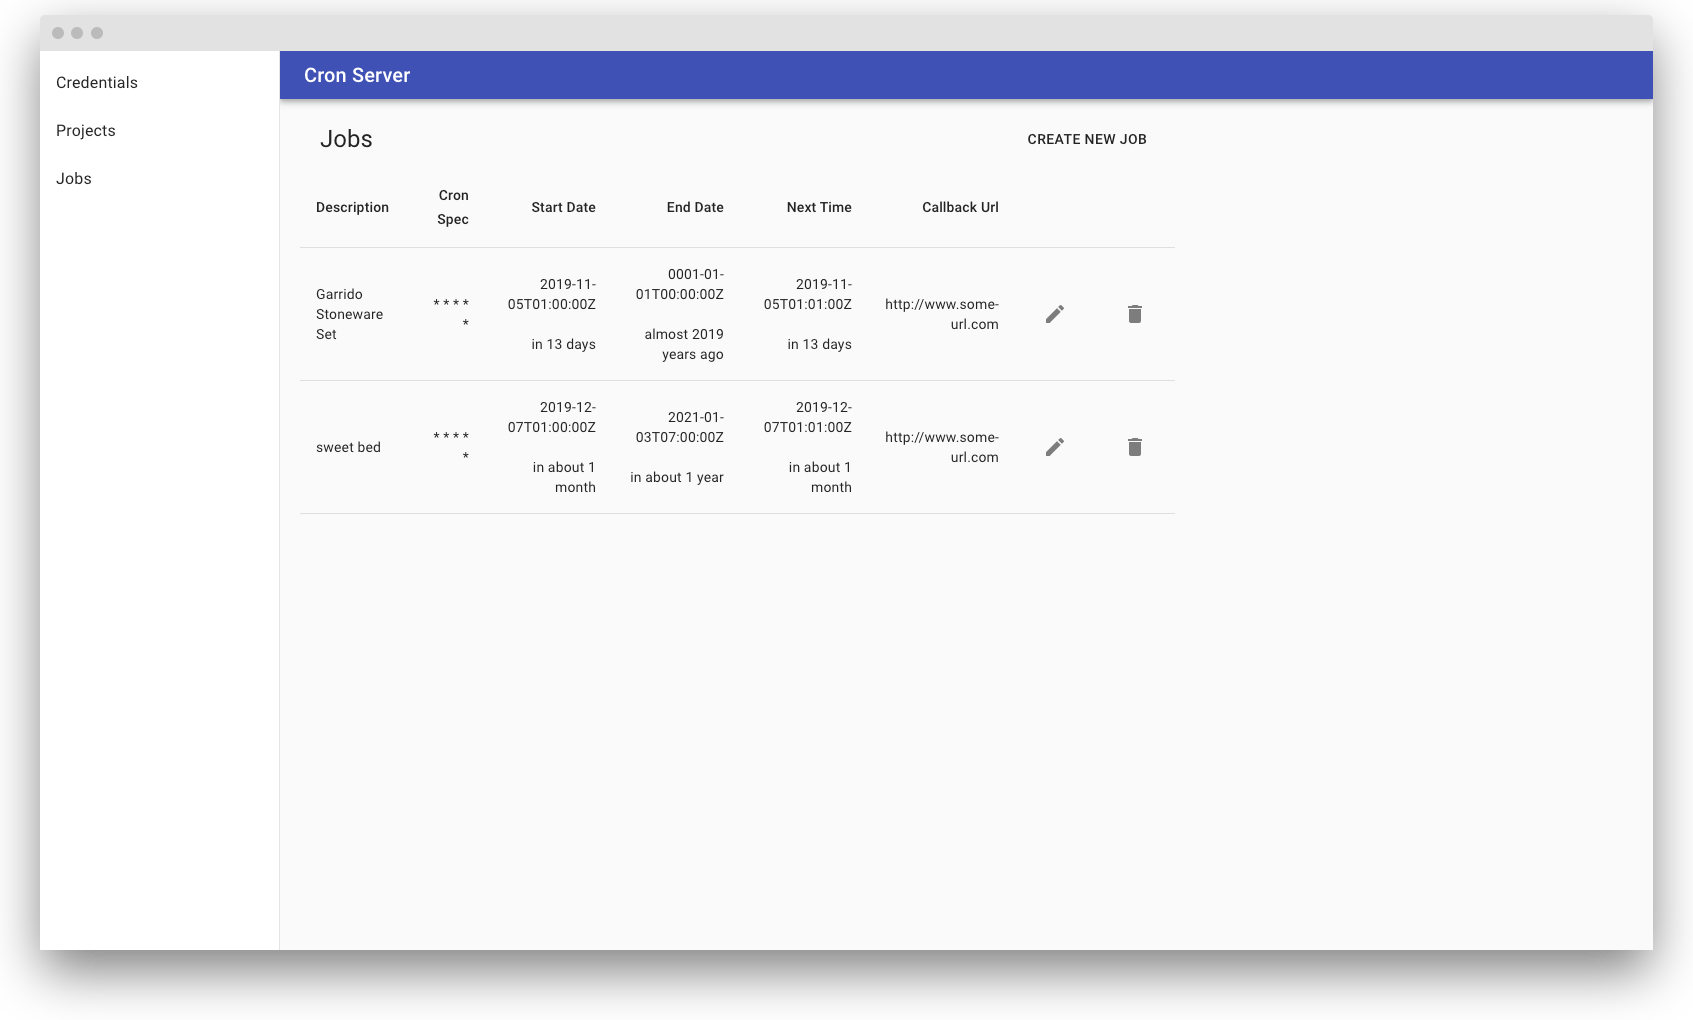 Credentials
Projects
Jobs
Cron Server
Jobs
CREATE NEW JOB
Description
Cron
Spec
Start Date
End Date
Next Time
Callback Url
Garrido
Stoneware
Set
* * * *
*
2019-11-
05T01:00:00Z
in 13 days
0001-01-
01T00:00:00Z
almost 2019
years ago
2019-11-
05T01:01:00Z
in 13 days
http://www.some-
url.com
sweet bed
* * * *
*
2019-12-
07T01:00:00Z
in about 1
month
2021-01-
03T07:00:00Z
in about 1 year
2019-12-
07T01:01:00Z
in about 1
month
http://www.some-
url.com